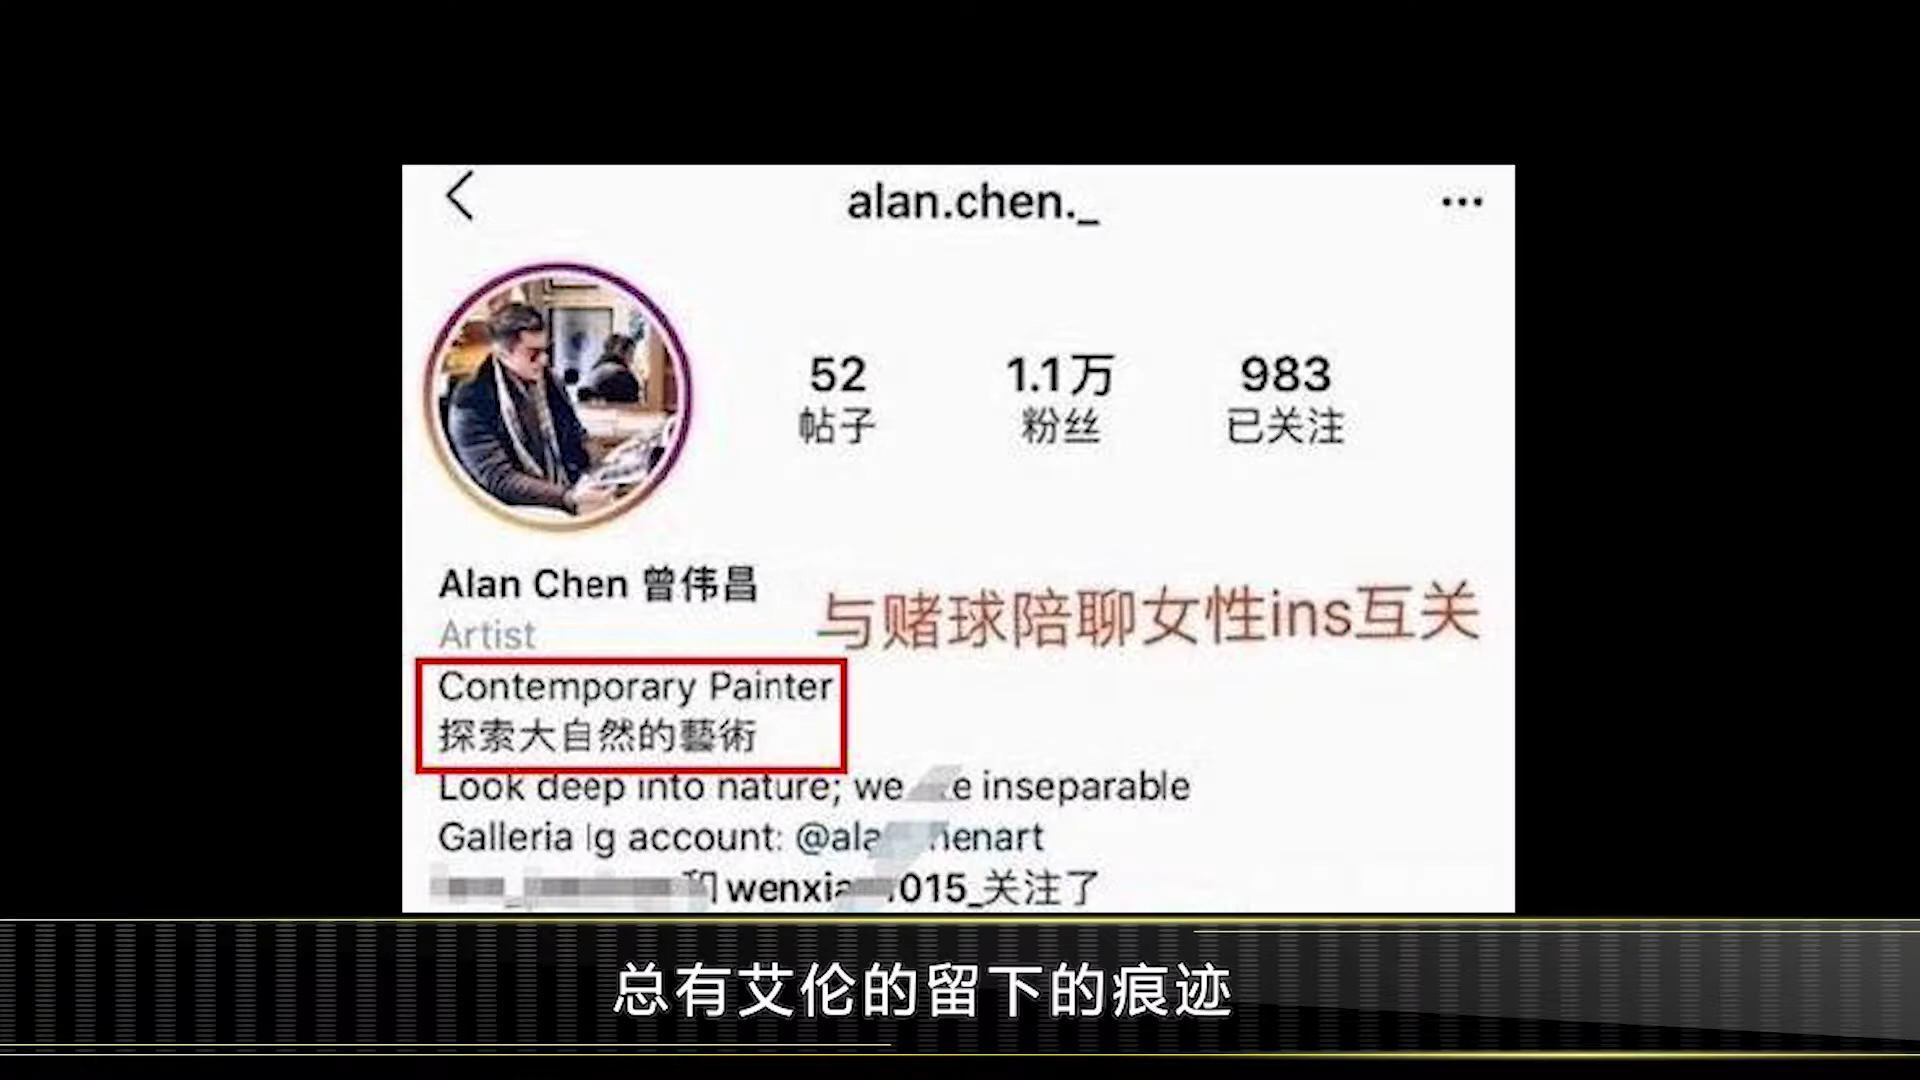 alan.chen._
52
帖子
1.1万
粉丝
983
已关注
Alan Chen 曾伟昌
Artist
与赌球陪聊女性ins互关
Contemporary Painter
探索大自然的藝術
Look deep into nature; we e inseparable
Galleria Ig account: @ala henart
和 wenxia 015_关注了
总有艾伦的留下的痕迹